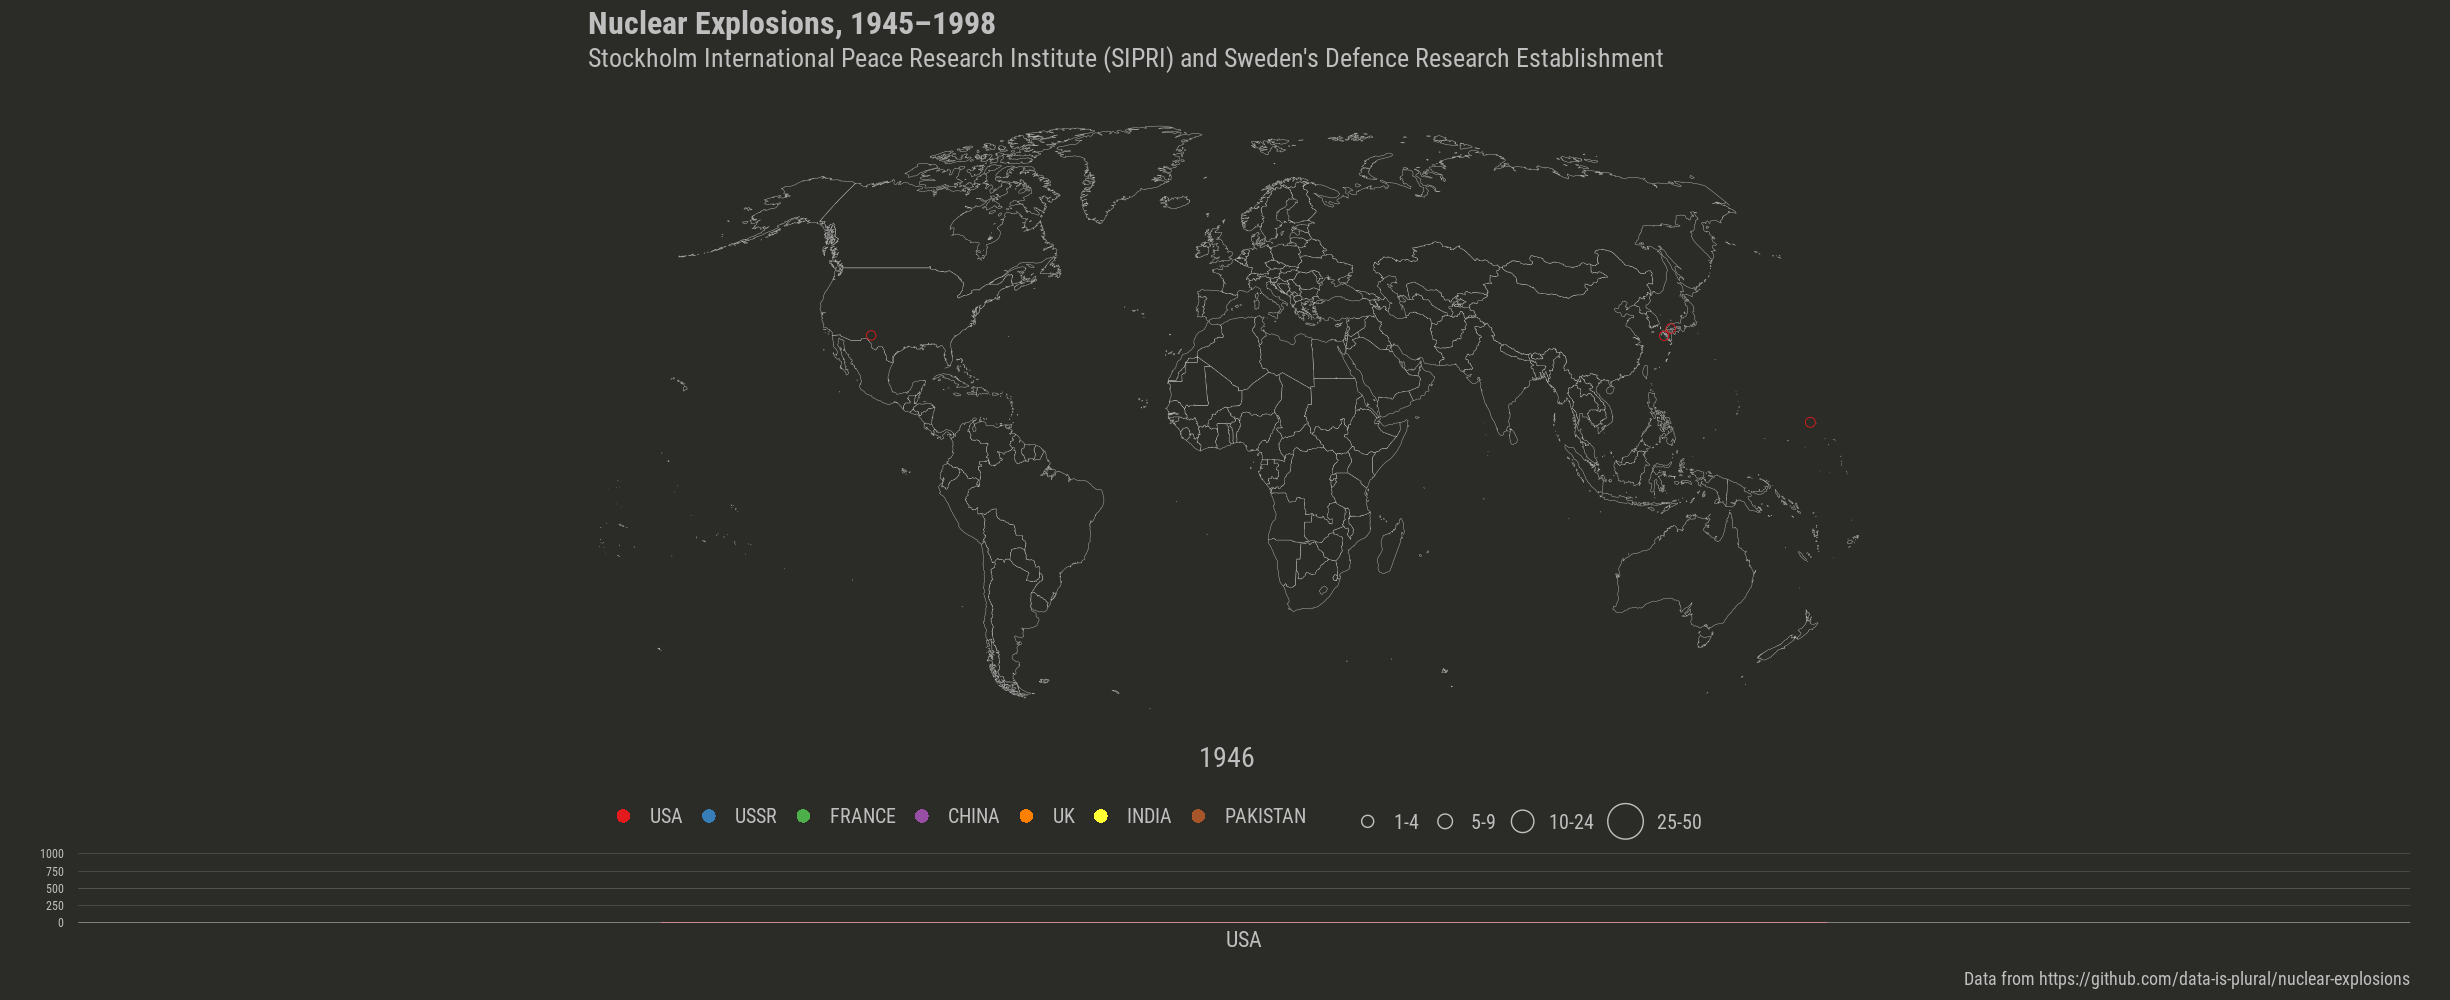 Nuclear Explosions, 1945–1998
Stockholm International Peace Research Institute (SIPRI) and Sweden's Defence Research Establishment
1946
USA USSR FRANCE CHINA UK INDIA PAKISTAN 1-4 5-9 10-24 25-50
1000
750
500
250
0
USA
Data from https://github.com/data-is-plural/nuclear-explosions